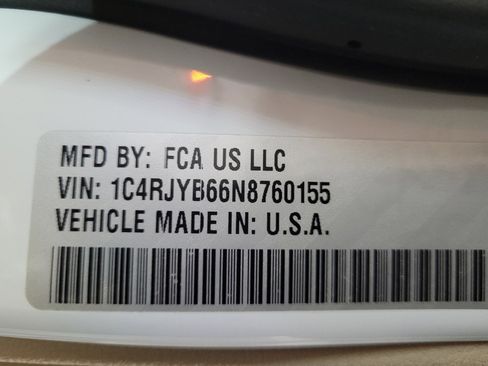 MFD BY: FCA US LLC
VIN: 1C4RJYB66N8760155
VEHICLE MADE IN: U.S.A.